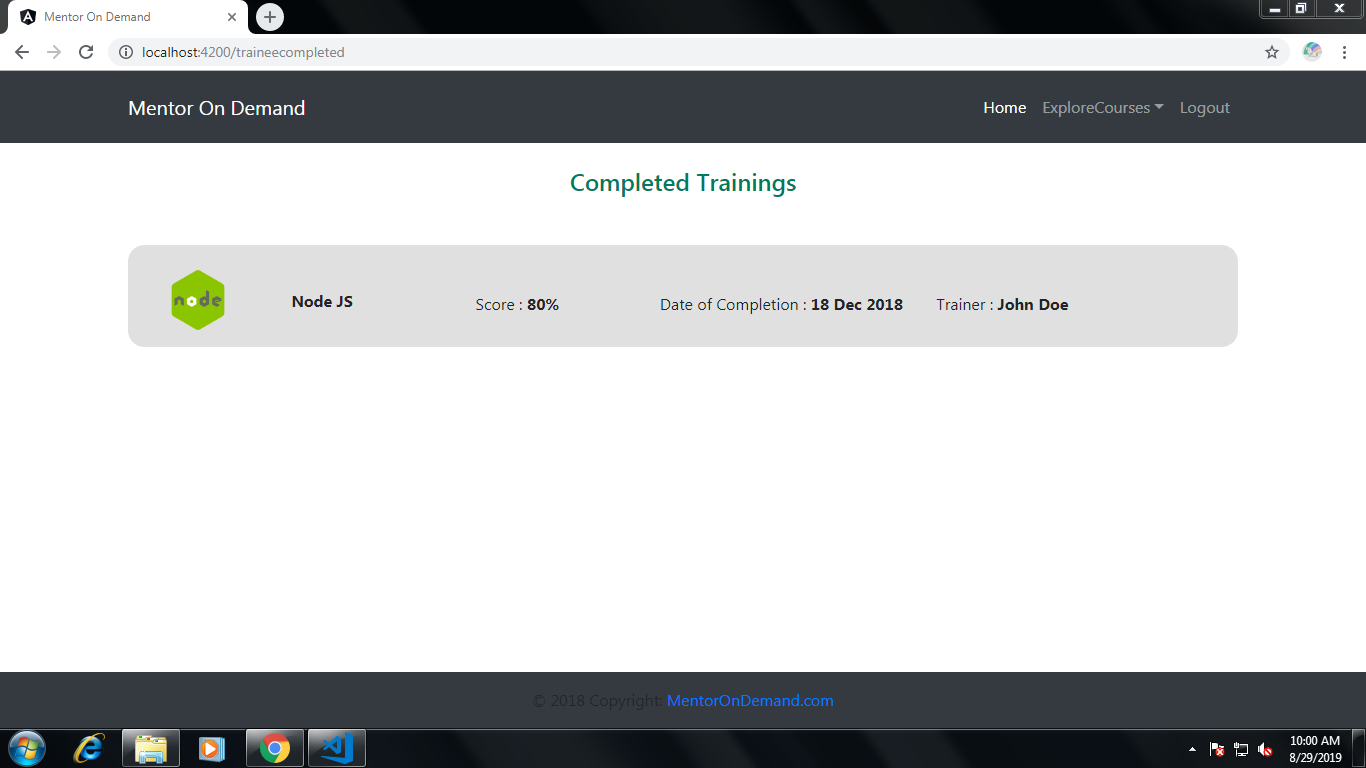 Mentor On Demand
localhost:4200/traineecompleted
Mentor On Demand Home ExploreCourses Logout
Completed Trainings
node Node JS Score : 80% Date of Completion : 18 Dec 2018 Trainer : John Doe
© 2018 Copyright: MentorOnDemand.com
10:00 AM
8/29/2019